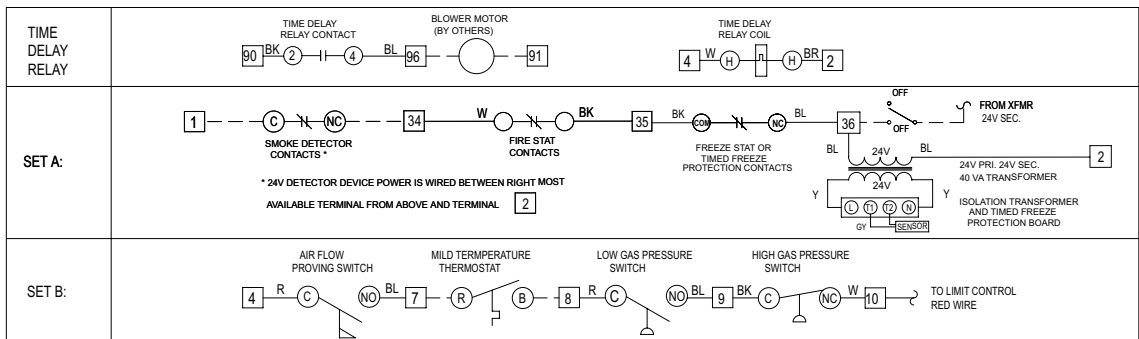 TIME
DELAY
RELAY
TIME DELAY
RELAY CONTACT
90 BK 2 4 BL 96
BLOWER MOTOR
(BY OTHERS)
91
TIME DELAY
RELAY COIL
4 W H H BR 2
SET A:
1 C NC 34 W BK 35 BK COM NC BL 36
SMOKE DETECTOR
CONTACTS *
FIRE STAT
CONTACTS
FREEZE STAT OR
TIMED FREEZE
PROTECTION CONTACTS
OFF
OFF
FROM XFMR
24V SEC.
* 24V DETECTOR DEVICE POWER IS WIRED BETWEEN RIGHT MOST
AVAILABLE TERMINAL FROM ABOVE AND TERMINAL 2
BL 24V BL 2
24V
24V PRI. 24V SEC.
40 VA TRANSFORMER
Y Y
L T1 T2 N
GY SENSOR
ISOLATION TRANSFORMER
AND TIMED FREEZE
PROTECTION BOARD
SET B:
AIR FLOW
PROVING SWITCH
MILD TERMPERATURE
THERMOSTAT
LOW GAS PRESSURE
SWITCH
HIGH GAS PRESSURE
SWITCH
4 R C NO BL 7 R B 8 R C NO BL 9 BK C NC W 10
TO LIMIT CONTROL
RED WIRE